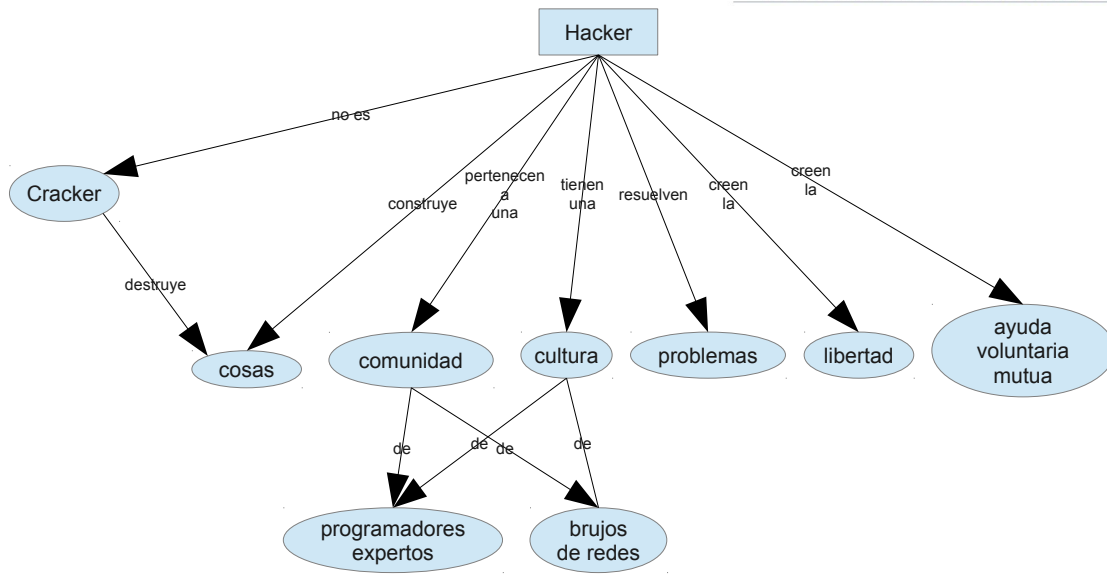 Hacker
no es
Cracker
construye
pertenecen
a
una
tienen
una
resuelven
creen
la
creen
la
destruye
cosas
comunidad
cultura
problemas
libertad
ayuda
voluntaria
mutua
de
de
de
de
programadores
expertos
brujos
de redes